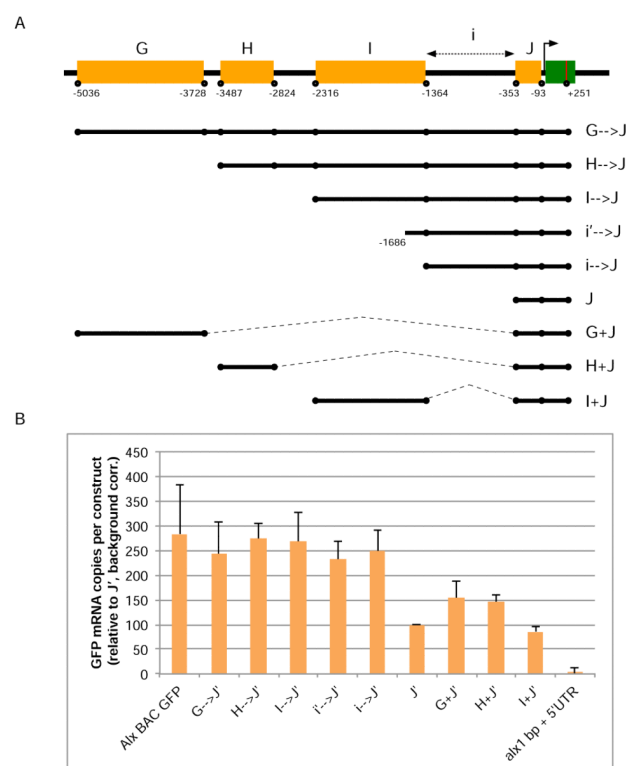 A
G H I i J
-5036 -3728 -3487 -2824 -2316 -1364 -353 -93 +251
G-->J
H-->J
I-->J
i'-->J
-1686
i-->J
J
G+J
H+J
I+J
B
GFP mRNA copies per construct
(relative to J', background corr.)
450
400
350
300
250
200
150
100
50
0
Alx BAC GFP
G-->J'
H-->J'
I-->J'
i'-->J'
i-->J'
J'
G+J'
H+J'
I+J'
alx1 bp + 5'UTR